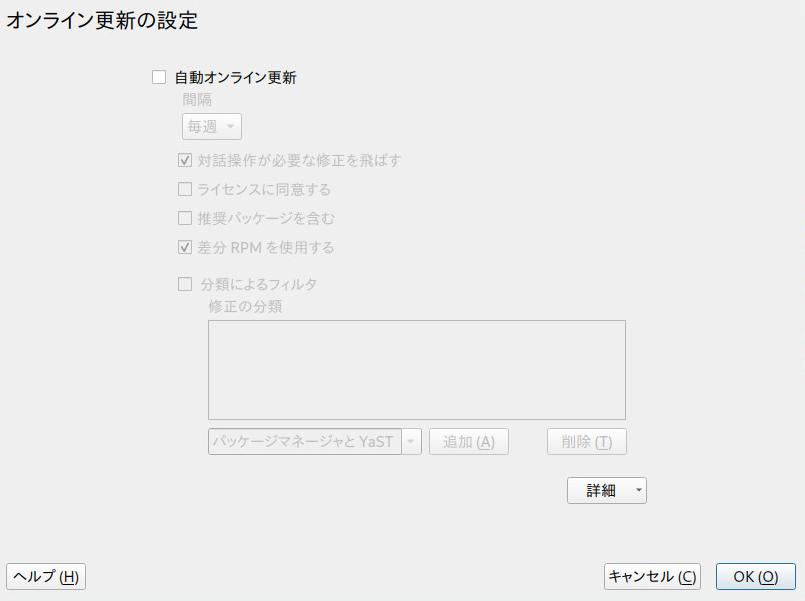 オンライン更新の設定
自動オンライン更新
間隔
毎週
対話操作が必要な修正を飛ばす
ライセンスに同意する
推奨パッケージを含む
差分 RPM を使用する
分類によるフィルタ
修正の分類
パッケージマネージャと YaST 追加 (A) 削除 (T)
詳細
ヘルプ (H) キャンセル (C) OK (O)